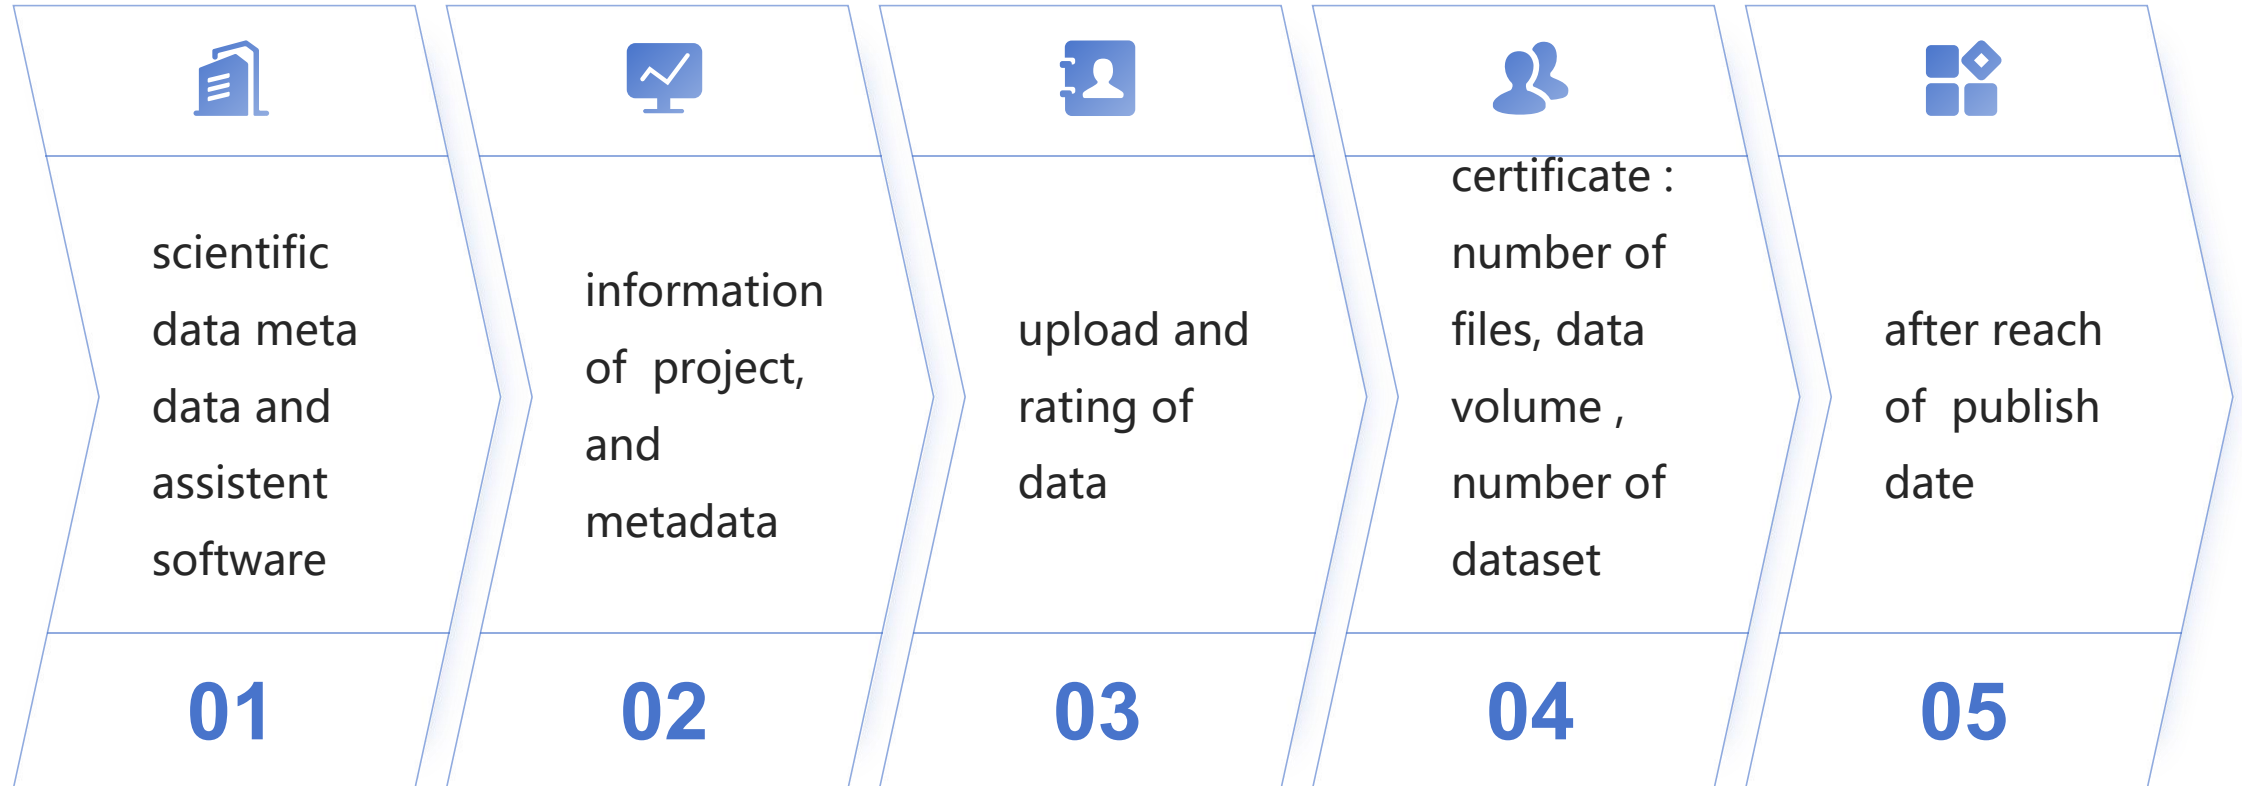 scientific
data meta
data and
assistent
software
01
information
of  project,
and
metadata
02
upload and
rating of
data
03
certificate :
number of
files, data
volume ,
number of
dataset
04
after reach
of  publish
date
05